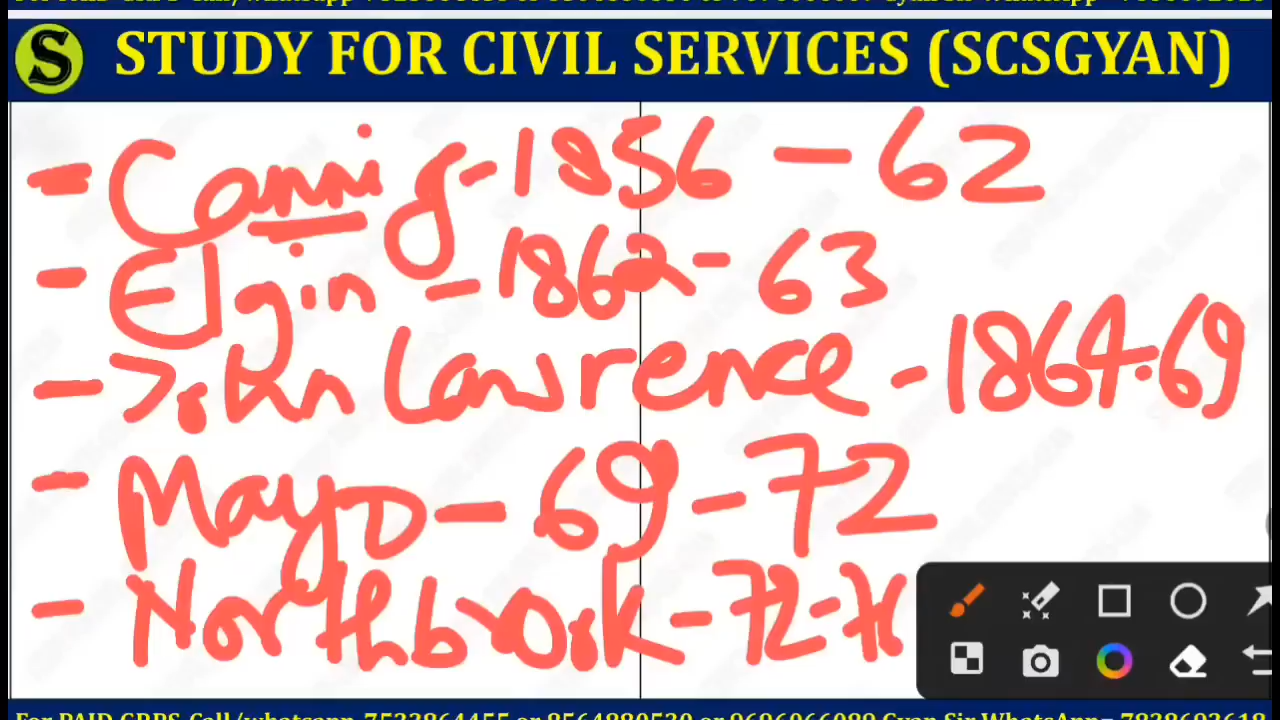 STUDY FOR CIVIL SERVICES (SCSGYAN)
- Canning - 1856 - 62
- Elgin - 1862 - 63
- John Lawrence - 1864-69
- Mayo - 69 - 72
- Northbrook - 72 - 76